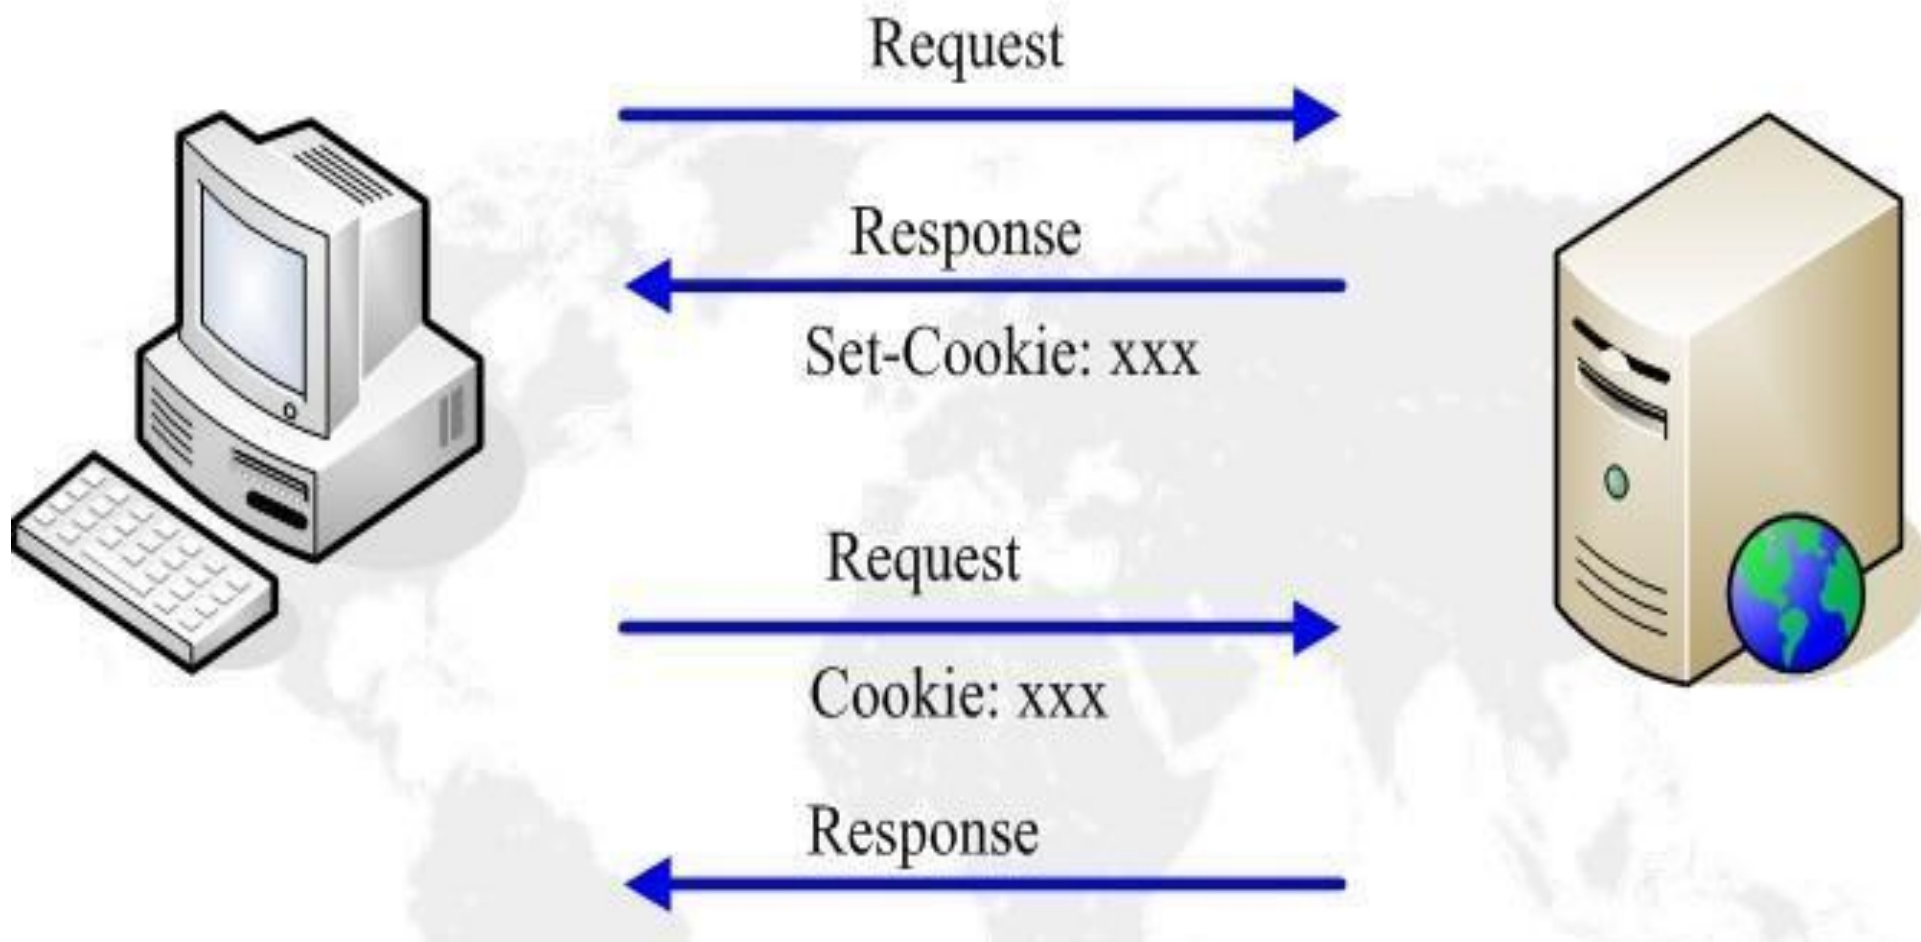 Request
Response
Set-Cookie: xxx
Request
Cookie: xxx
Response